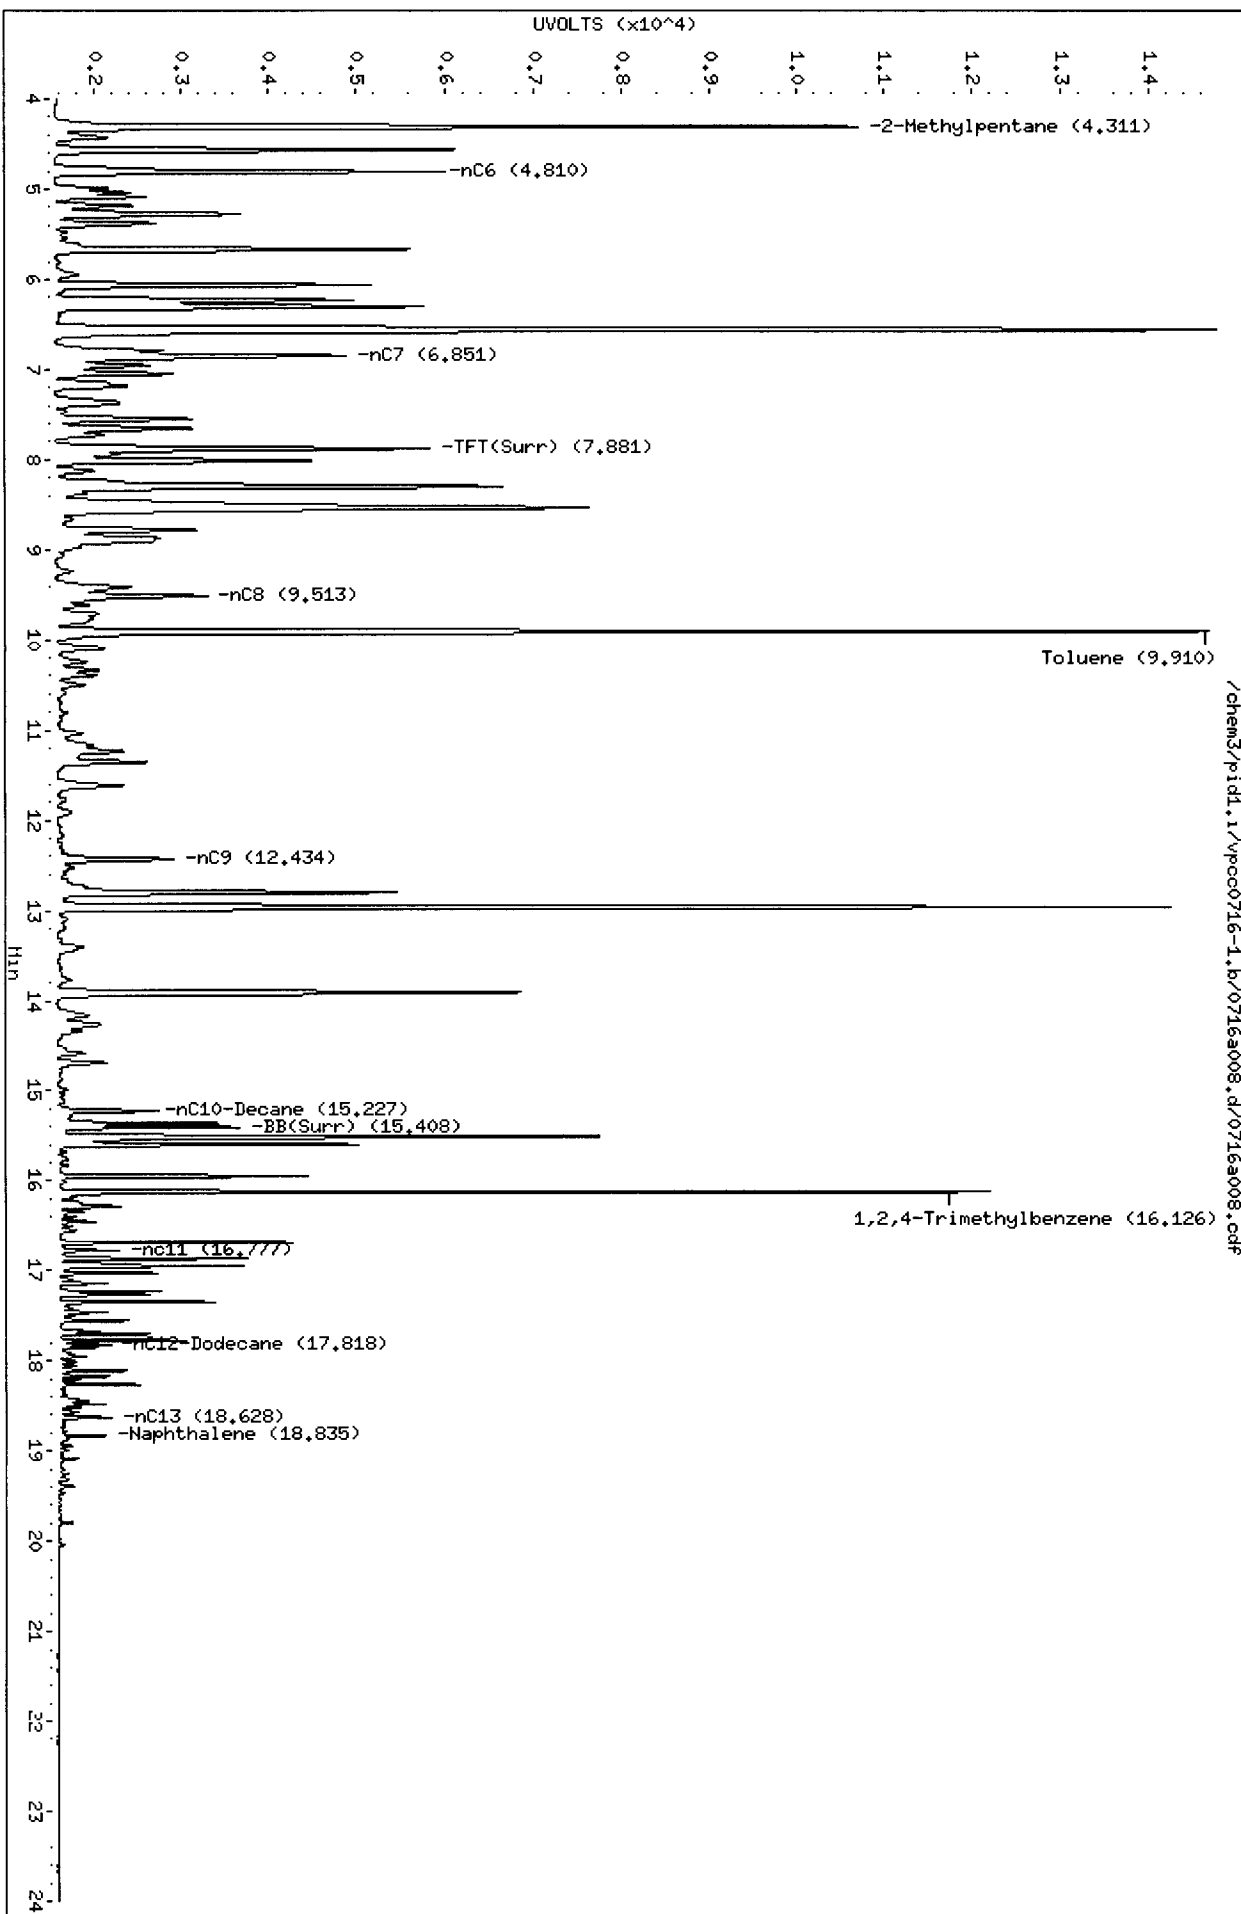 /chem3/pid1.i/vpcc0716-1.b/0716a008.d/0716a008.cdf
UVOLTS (x10^4)
0.2
0.3
0.4
0.5
0.6
0.7
0.8
0.9
1.0
1.1
1.2
1.3
1.4
4
5
6
7
8
9
10
11
12
13
14
15
16
17
18
19
20
21
22
23
24
Min
-2-Methylpentane (4.311)
-nC6 (4.810)
-nC7 (6.851)
-TFT(Surr) (7.881)
-nC8 (9.513)
Toluene (9.910)
-nC9 (12.434)
-nC10-Decane (15.227)
-BB(Surr) (15.408)
1,2,4-Trimethylbenzene (16.126)
-nc11 (16.777)
-nC12-Dodecane (17.818)
-nC13 (18.628)
-Naphthalene (18.835)